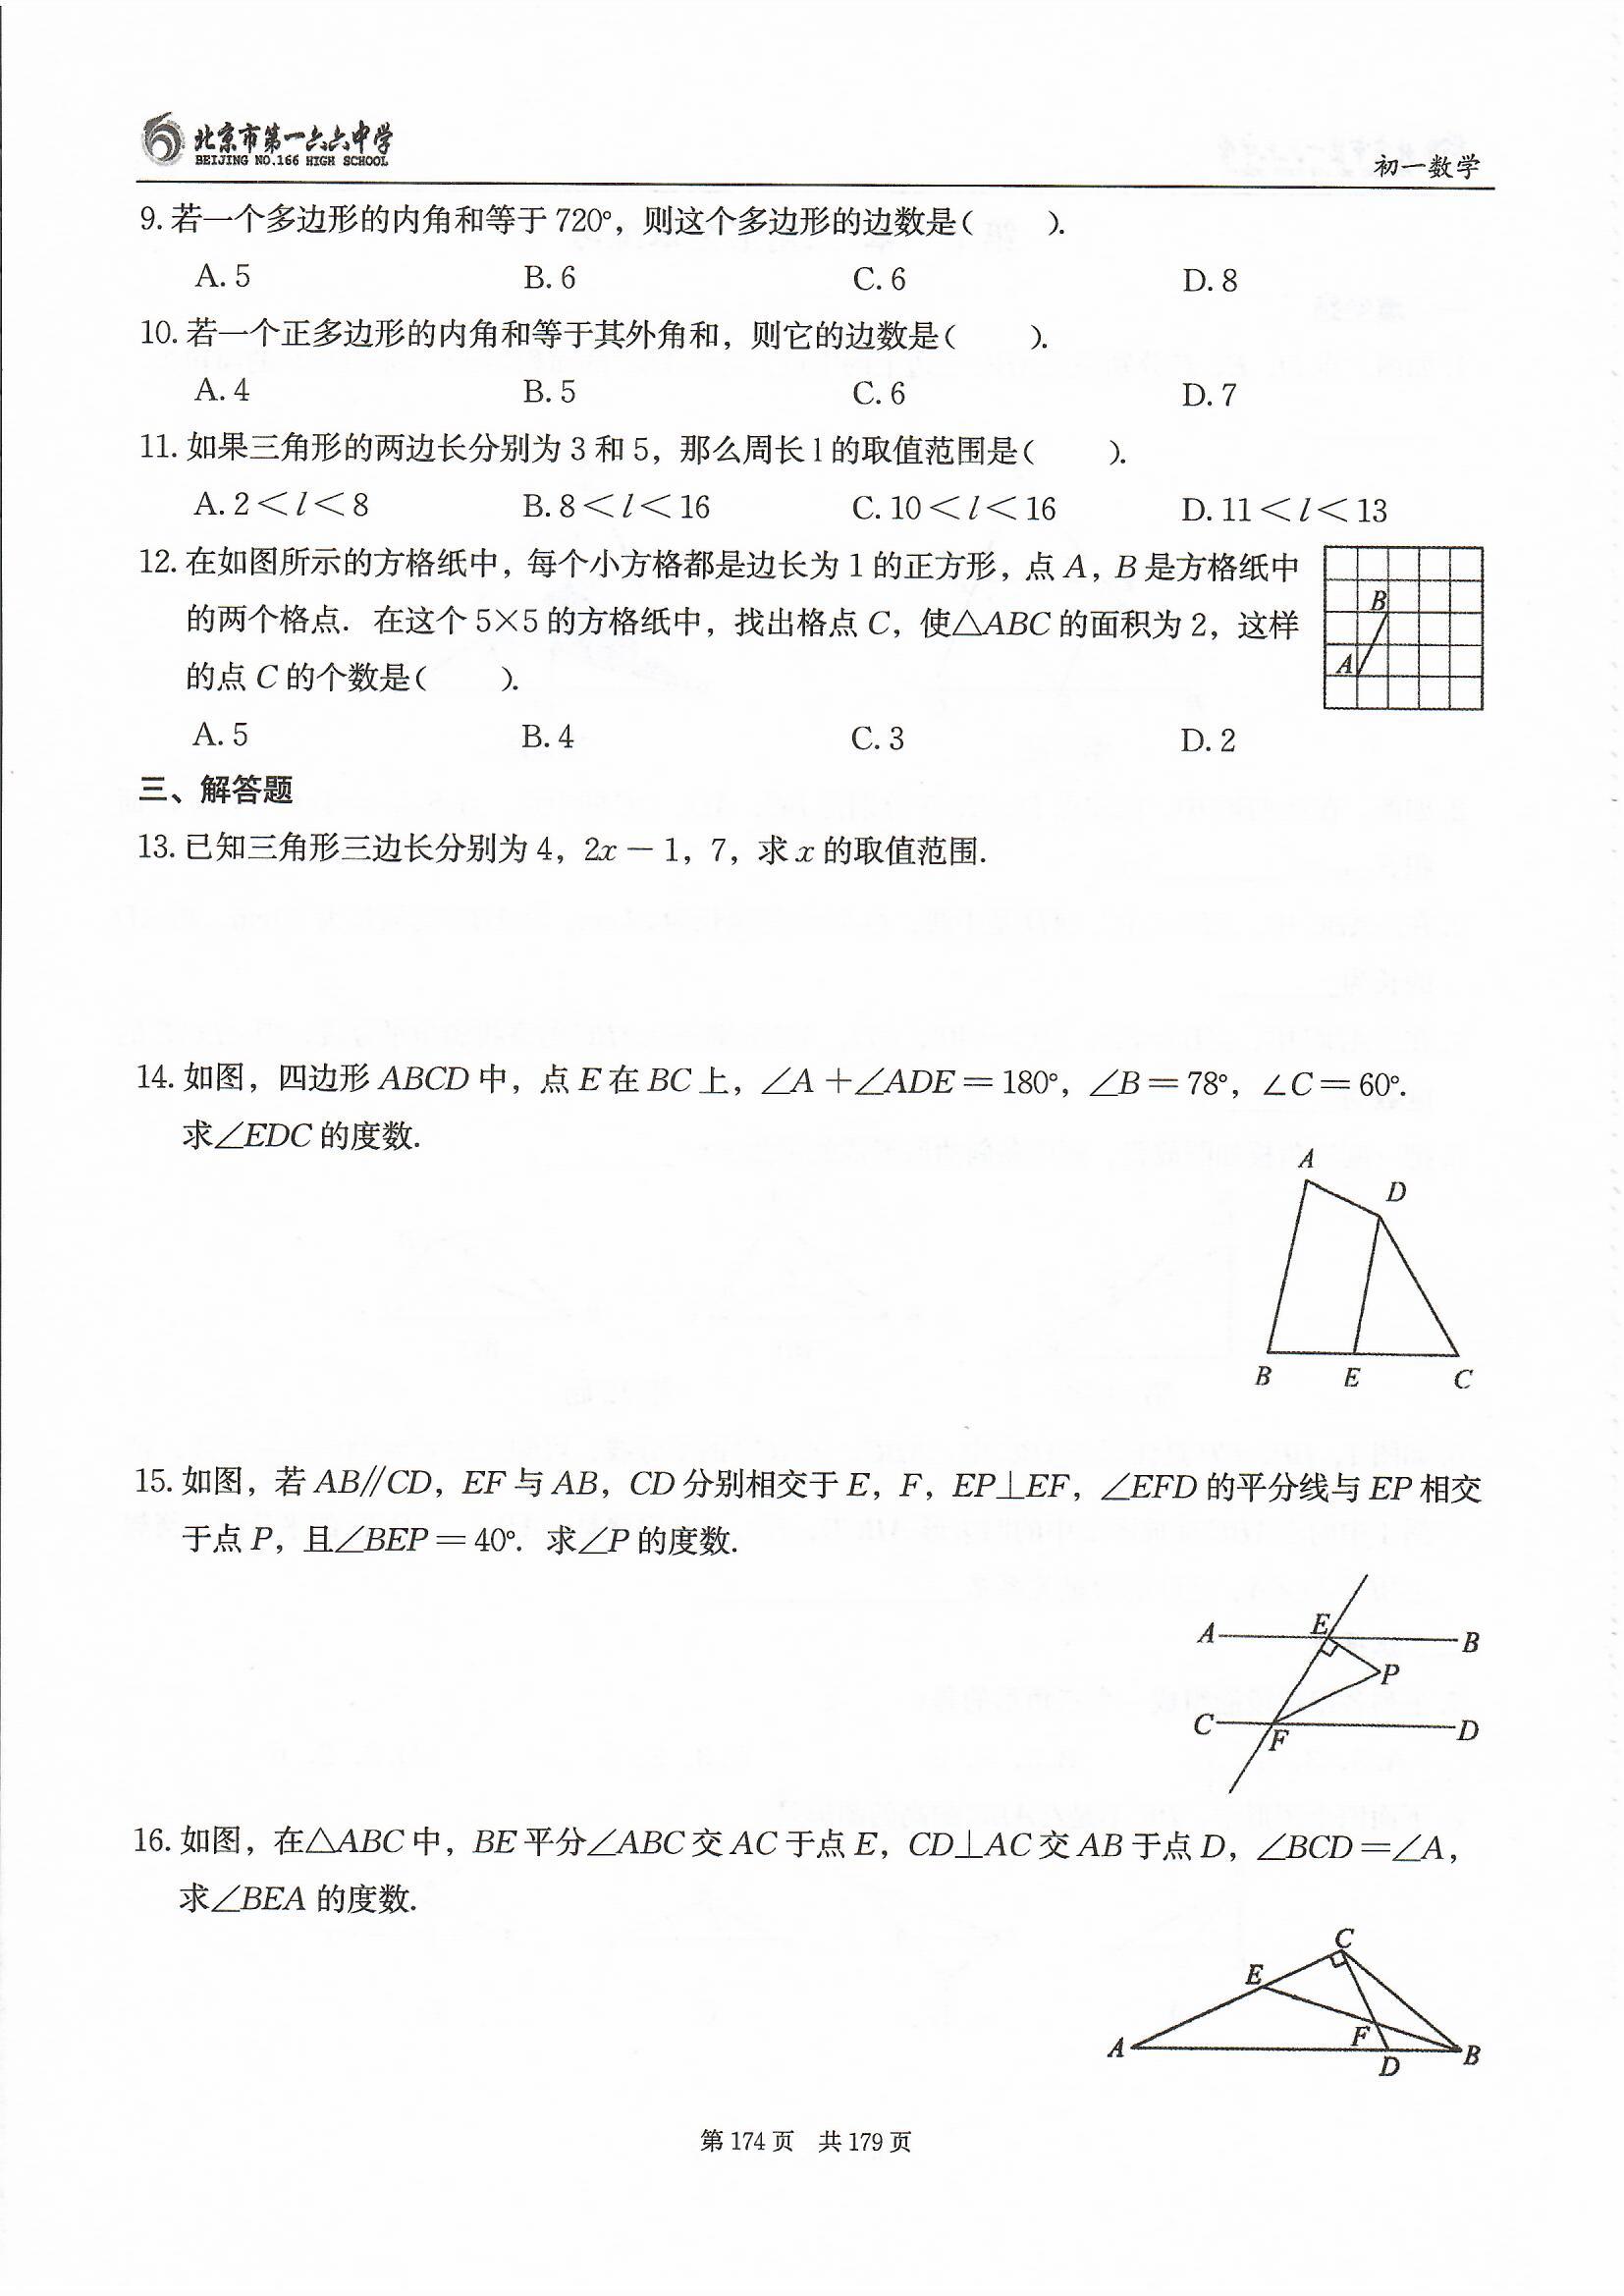 北京市第一六六中学
BEIJING NO.166 HIGH SCHOOL
初一数学
9. 若一个多边形的内角和等于 720°，则这个多边形的边数是(　　).
A. 5　B. 6　C. 6　D. 8
10. 若一个正多边形的内角和等于其外角和，则它的边数是(　　).
A. 4　B. 5　C. 6　D. 7
11. 如果三角形的两边长分别为 3 和 5，那么周长 l 的取值范围是(　　).
A. 2＜l＜8　B. 8＜l＜16　C. 10＜l＜16　D. 11＜l＜13
12. 在如图所示的方格纸中，每个小方格都是边长为 1 的正方形，点 A，B 是方格纸中
的两个格点．在这个 5×5 的方格纸中，找出格点 C，使△ABC 的面积为 2，这样
的点 C 的个数是(　　).
B
A
A. 5　B. 4　C. 3　D. 2
三、解答题
13. 已知三角形三边长分别为 4，2x－1，7，求 x 的取值范围.
14. 如图，四边形 ABCD 中，点 E 在 BC 上，∠A＋∠ADE＝180°，∠B＝78°，∠C＝60°.
求∠EDC 的度数.
A
D
B E C
15. 如图，若 AB∥CD，EF 与 AB，CD 分别相交于 E，F，EP⊥EF，∠EFD 的平分线与 EP 相交
于点 P，且∠BEP＝40°．求∠P 的度数.
A E B
P
C F D
16. 如图，在△ABC 中，BE 平分∠ABC 交 AC 于点 E，CD⊥AC 交 AB 于点 D，∠BCD＝∠A，
求∠BEA 的度数.
C
E
F
A D B
第 174 页　共 179 页